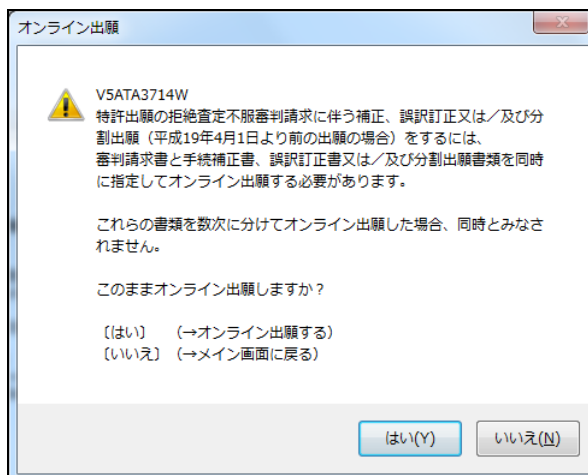 オンライン出願
V5ATA3714W
特許出願の拒絶査定不服審判請求に伴う補正、誤訳訂正又は／及び分
割出願（平成19年4月1日より前の出願の場合）をするには、
審判請求書と手続補正書、誤訳訂正書又は／及び分割出願書類を同時
に指定してオンライン出願する必要があります。
これらの書類を数次に分けてオンライン出願した場合、同時とみなさ
れません。
このままオンライン出願しますか？
〔はい〕　（→オンライン出願する）
〔いいえ〕（→メイン画面に戻る）
はい(Y)
いいえ(N)